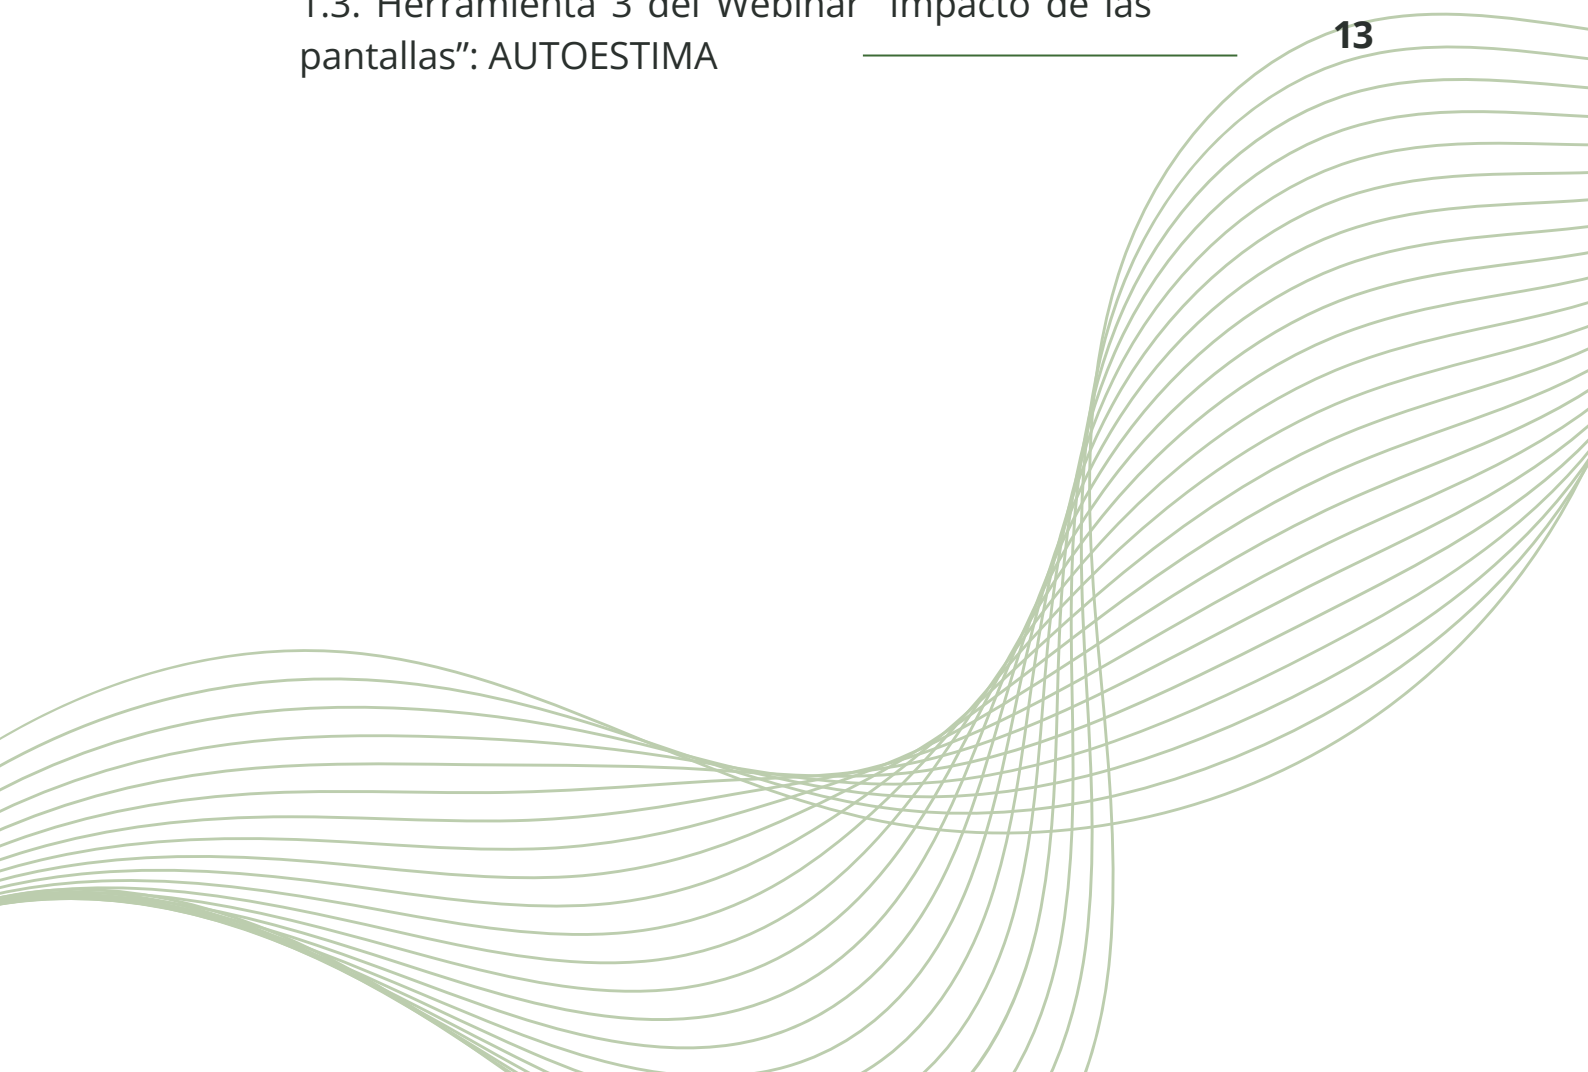 1.3. Herramienta 3 del Webinar “Impacto de las
pantallas”: AUTOESTIMA
13